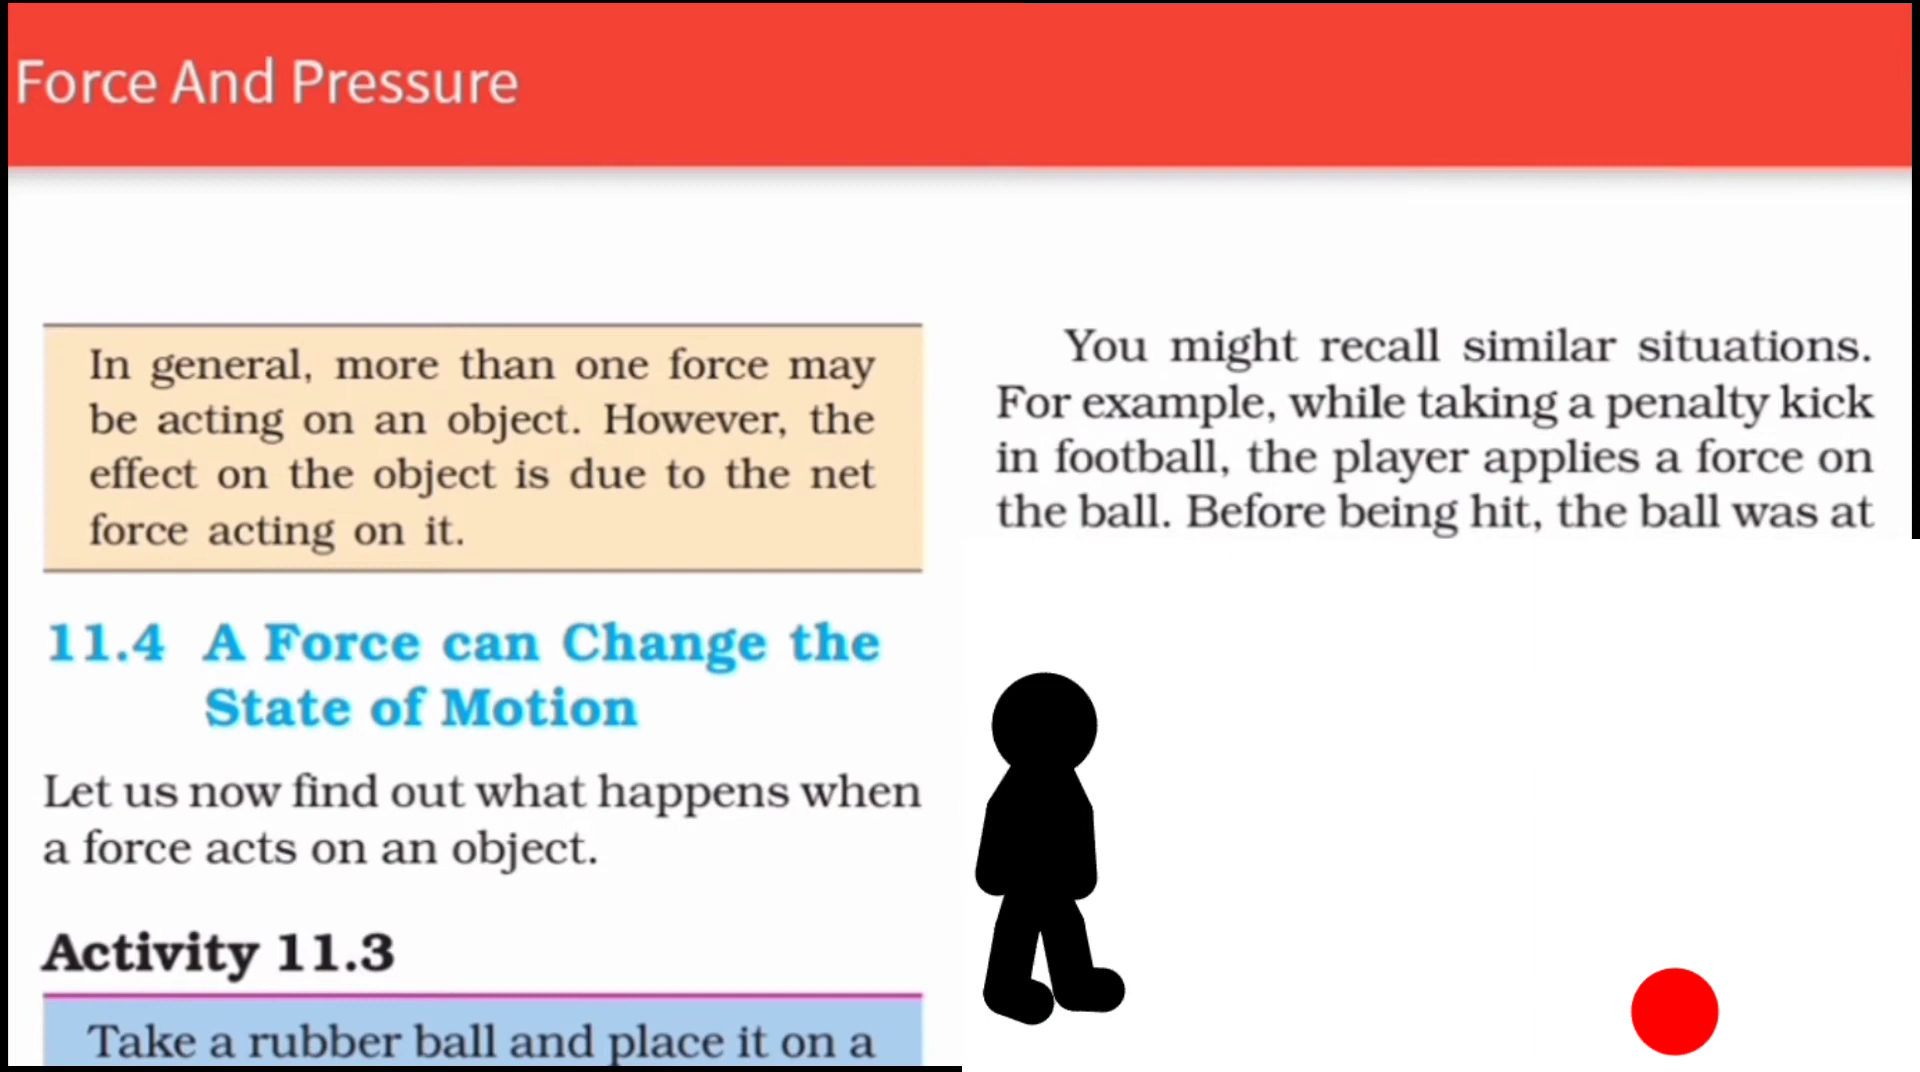 Force And Pressure
In general, more than one force may
be acting on an object. However, the
effect on the object is due to the net
force acting on it.
11.4 A Force can Change the
State of Motion
Let us now find out what happens when
a force acts on an object.
Activity 11.3
Take a rubber ball and place it on a
You might recall similar situations.
For example, while taking a penalty kick
in football, the player applies a force on
the ball. Before being hit, the ball was at